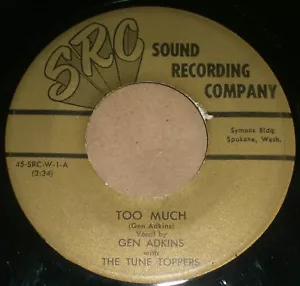 SRC
SOUND
RECORDING
COMPANY
Symons Bldg.
Spokane, Wash.
45-SRC-W-1-A
(2:34)
TOO MUCH
(Gen Adkins)
Vocal by
GEN ADKINS
with
THE TUNE TOPPERS